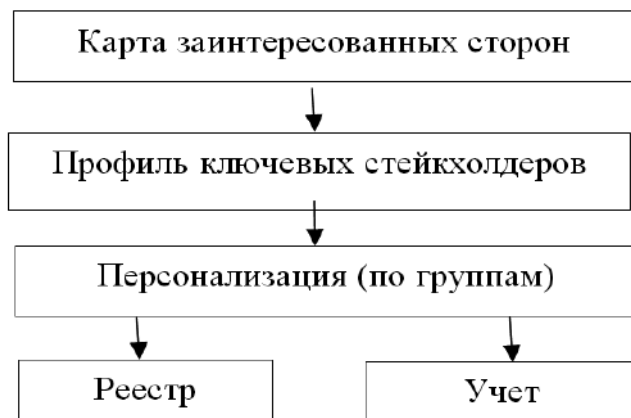 Карта заинтересованных сторон
Профиль ключевых стейкхолдеров
Персонализация (по группам)
Реестр
Учет